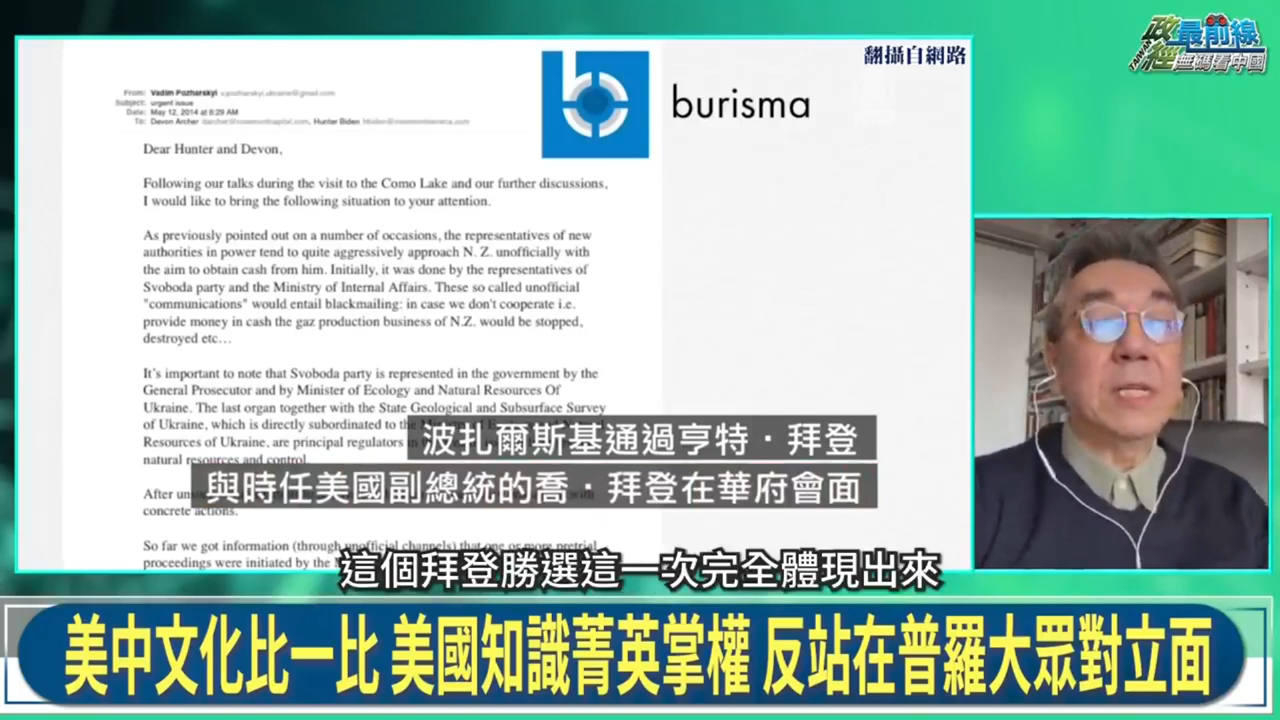 政經最前線
無碼看中國
TAIWAN
翻攝自網路
burisma
From: Vadim Pozharskyi v.pozharskyi.ukraine@gmail.com
Subject: urgent issue
Date: May 12, 2014 at 8:29 AM
To: Devon Archer darcher@rosemontcapital.com, Hunter Biden hbiden@rosemontseneca.com
Dear Hunter and Devon,
Following our talks during the visit to the Como Lake and our further discussions,
I would like to bring the following situation to your attention.
As previously pointed out on a number of occasions, the representatives of new
authorities in power tend to quite aggressively approach N. Z. unofficially with
the aim to obtain cash from him. Initially, it was done by the representatives of
Svoboda party and the Ministry of Internal Affairs. These so called unofficial
"communications" would entail blackmailing: in case we don't cooperate i.e.
provide money in cash the gaz production business of N.Z. would be stopped,
destroyed etc…
It's important to note that Svoboda party is represented in the government by the
General Prosecutor and by Minister of Ecology and Natural Resources Of
Ukraine. The last organ together with the State Geological and Subsurface Survey
of Ukraine, which is directly subordinated to the
Resources of Ukraine, are principal regulators
natural resources and control.
After
with
concrete actions.
So far we got information (through unofficial channels) that one or more pretrial
proceedings were initiated by the
波扎爾斯基通過亨特．拜登
與時任美國副總統的喬．拜登在華府會面
這個拜登勝選這一次完全體現出來
美中文化比一比 美國知識菁英掌權 反站在普羅大眾對立面